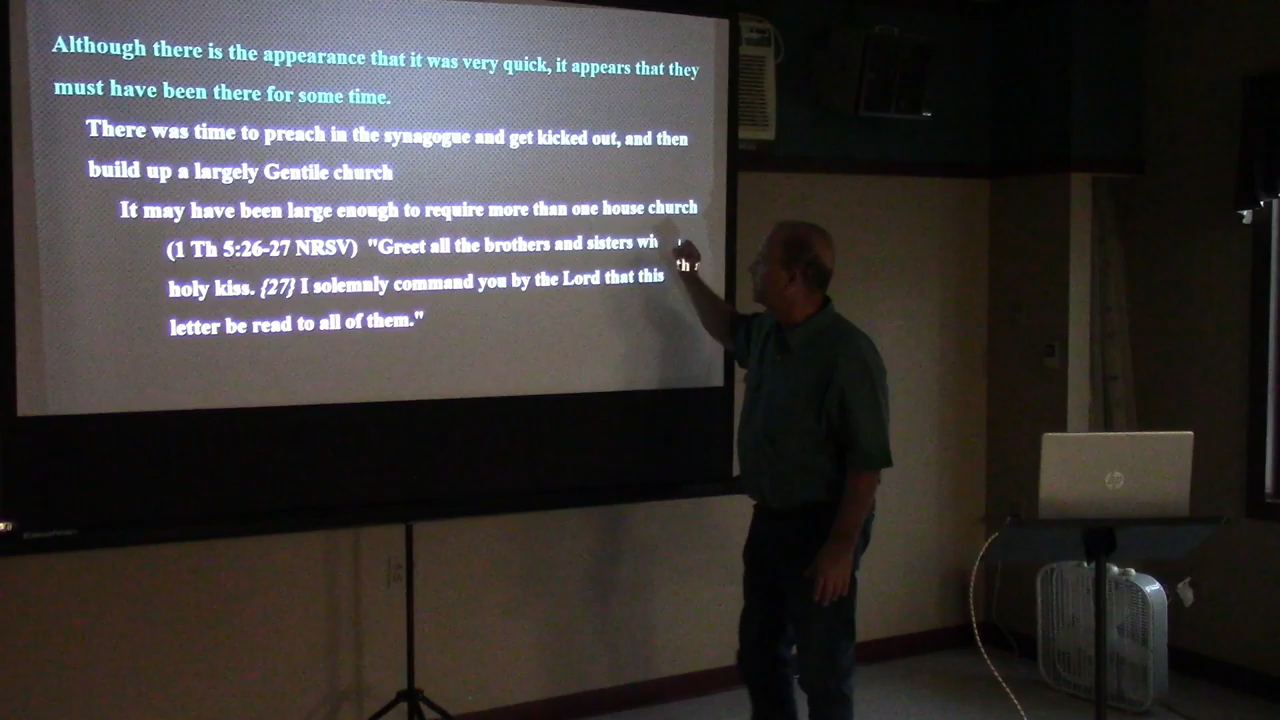 Although there is the appearance that it was very quick, it appears that they
must have been there for some time.
There was time to preach in the synagogue and get kicked out, and then
build up a largely Gentile church
It may have been large enough to require more than one house church
(1 Th 5:26-27 NRSV) "Greet all the brothers and sisters
holy kiss. {27} I solemnly command you by the Lord that this
letter be read to all of them."
hp